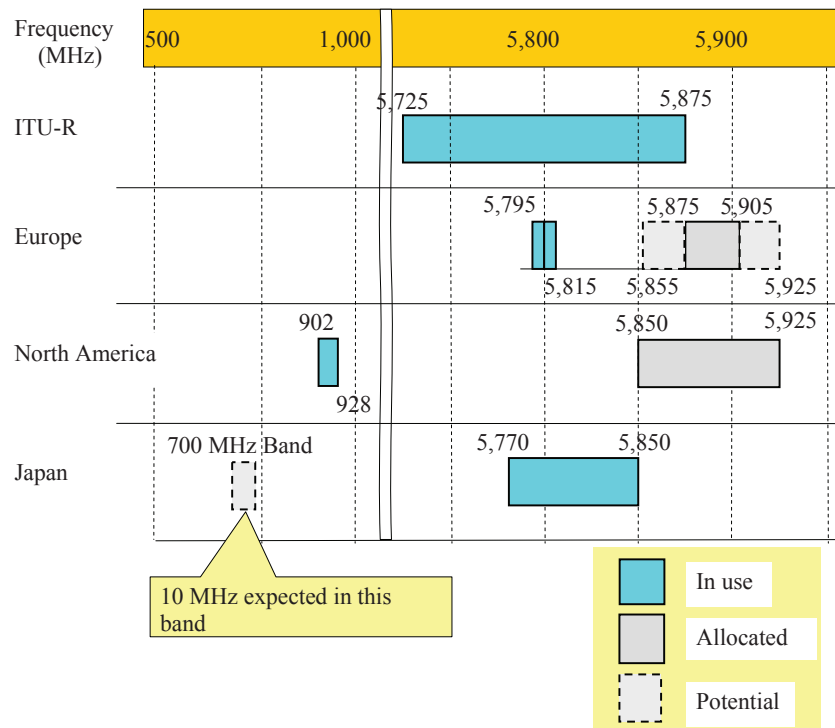 Frequency
(MHz)
500
1,000
5,800
5,900
ITU-R
5,725
5,875
Europe
5,795
5,875
5,905
5,815
5,855
5,925
North America
902
928
5,850
5,925
Japan
700 MHz Band
5,770
5,850
10 MHz expected in this
band
In use
Allocated
Potential